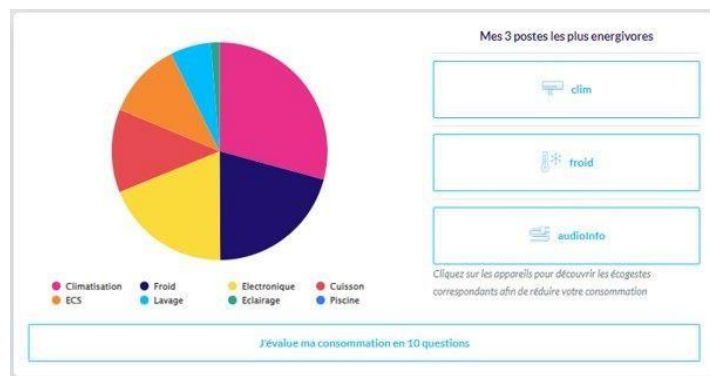 Mes 3 postes les plus energivores
clim
froid
audioInfo
Cliquez sur les appareils pour découvrir les écogestes
correspondants afin de réduire votre consommation
Climatisation Froid Electronique Cuisson
ECS Lavage Eclairage Piscine
J'évalue ma consommation en 10 questions